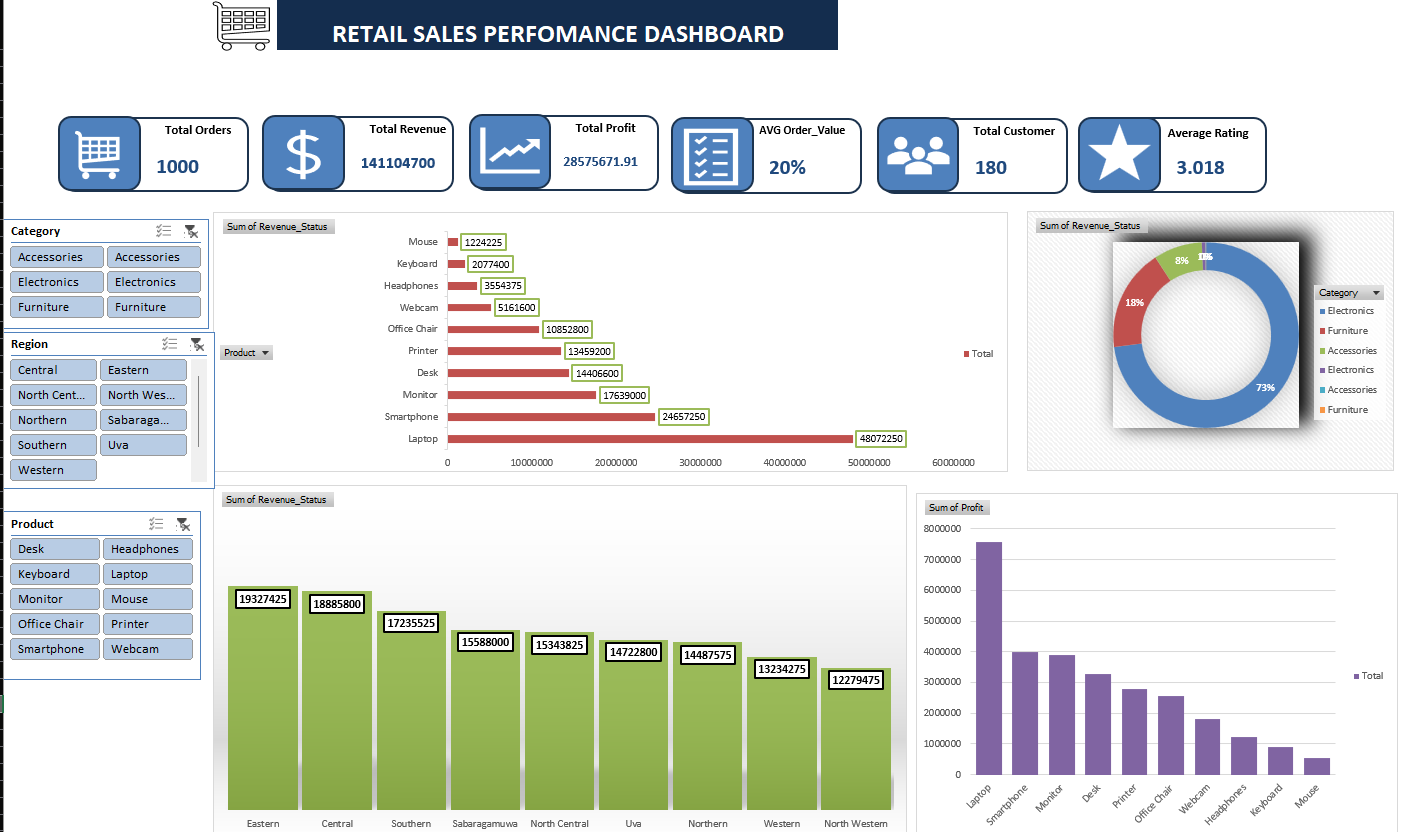 RETAIL SALES PERFOMANCE DASHBOARD
Total Orders
1000
Total Revenue
141104700
Total Profit
28575671.91
AVG Order_Value
20%
Total Customer
180
Average Rating
3.018
Category
Accessories Accessories
Electronics Electronics
Furniture Furniture
Region
Central Eastern
North Cent... North Wes...
Northern Sabaraga...
Southern Uva
Western
Product
Desk Headphones
Keyboard Laptop
Monitor Mouse
Office Chair Printer
Smartphone Webcam
Sum of Revenue_Status
Product
Mouse 1224225
Keyboard 2077400
Headphones 3554375
Webcam 5161600
Office Chair 10852800
Printer 13459200
Desk 14406600
Monitor 17639000
Smartphone 24657250
Laptop 48072250
0 10000000 20000000 30000000 40000000 50000000 60000000
Total
Sum of Revenue_Status
8%
18%
73%
Category
Electronics
Furniture
Accessories
Electronics
Accessories
Furniture
Sum of Revenue_Status
19327425 18885800 17235525 15588000 15343825 14722800 14487575 13234275 12279475
Eastern Central Southern Sabaragamuwa North Central Uva Northern Western North Western
Sum of Profit
8000000
7000000
6000000
5000000
4000000
3000000
2000000
1000000
0
Laptop Smartphone Monitor Desk Printer Office Chair Webcam Headphones Keyboard Mouse
Total